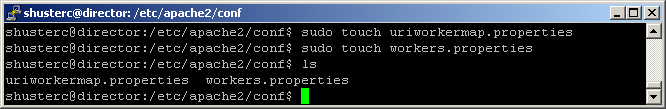 shusterc@director: /etc/apache2/conf
shusterc@director:/etc/apache2/conf$ sudo touch uriworkermap.properties
shusterc@director:/etc/apache2/conf$ sudo touch workers.properties
shusterc@director:/etc/apache2/conf$ ls
uriworkermap.properties  workers.properties
shusterc@director:/etc/apache2/conf$